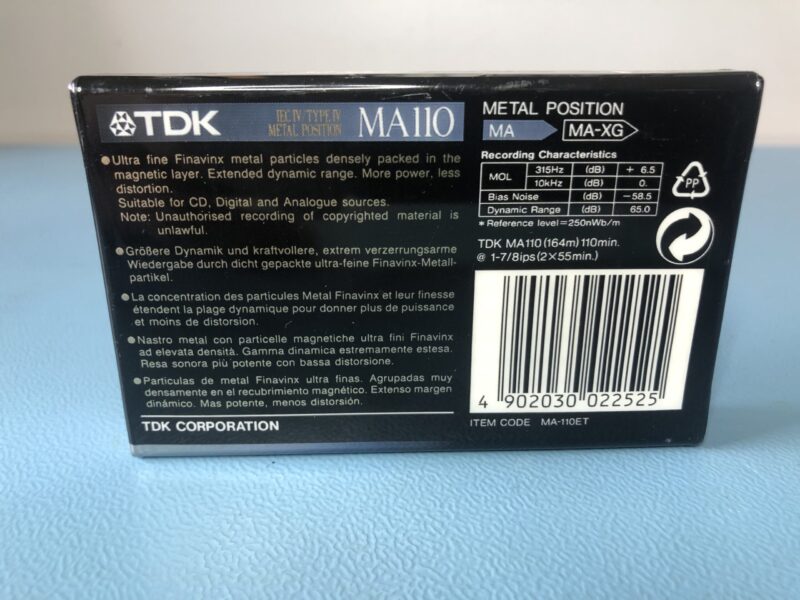 TDK
IEC IV/TYPE IV
METAL POSITION
MA110
●Ultra fine Finavinx metal particles densely packed in the
magnetic layer. Extended dynamic range. More power, less
distortion.
Suitable for CD, Digital and Analogue sources.
Note: Unauthorised recording of copyrighted material is
unlawful.
●Größere Dynamik und kraftvollere, extrem verzerrungsarme
Wiedergabe durch dicht gepackte ultra-feine Finavinx-Metall-
partikel.
●La concentration des particules Metal Finavinx et leur finesse
étendent la plage dynamique pour donner plus de puissance
et moins de distorsion.
●Nastro metal con particelle magnetiche ultra fini Finavinx
ad elevata densità. Gamma dinamica estremamente estesa.
Resa sonora più potente con bassa distorsione.
●Particulas de metal Finavinx ultra finas. Agrupadas muy
densamente en el recubrimiento magnético. Extenso margen
dinámico. Mas potente, menos distorsión.
TDK CORPORATION
METAL POSITION
MA MA-XG
Recording Characteristics
MOL 315Hz (dB) + 6.5
10kHz (dB) 0.
Bias Noise (dB) −58.5
Dynamic Range (dB) 65.0
* Reference level=250nWb/m
PP
TDK MA110 (164m) 110min.
@ 1-7/8ips (2×55min.)
4 902030 022525
ITEM CODE MA-110ET